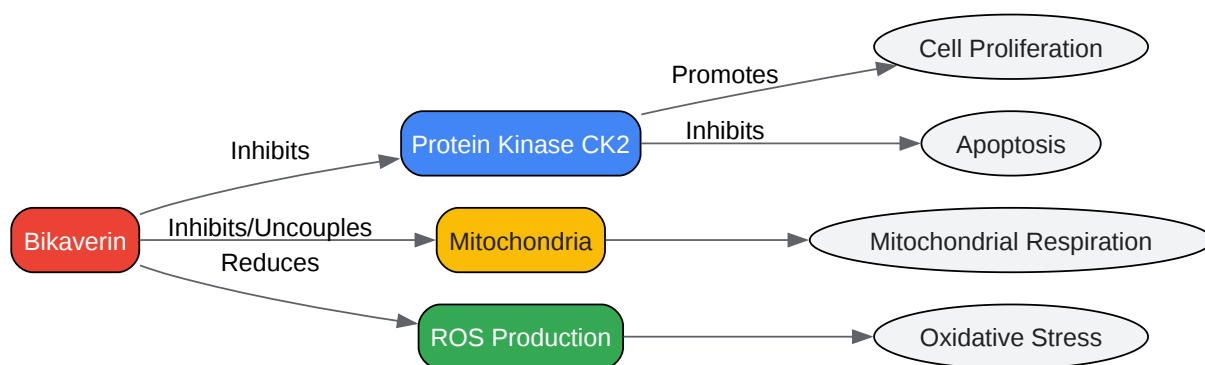 Cell Proliferation
Promotes
Protein Kinase CK2
Inhibits
Apoptosis
Inhibits
Bikaverin
Inhibits/Uncouples
Mitochondria
Mitochondrial Respiration
Reduces
ROS Production
Oxidative Stress